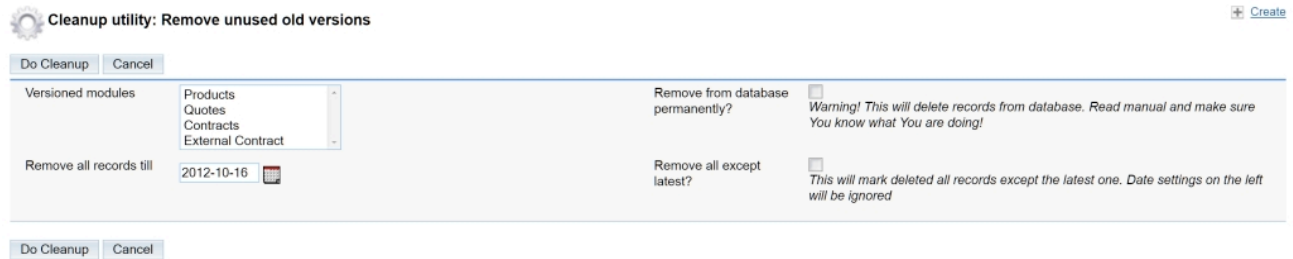 Cleanup utility: Remove unused old versions
Create
Do Cleanup Cancel
Versioned modules
Products
Quotes
Contracts
External Contract
Remove from database
permanently?
Warning! This will delete records from database. Read manual and make sure
You know what You are doing!
Remove all records till
2012-10-16
Remove all except
latest?
This will mark deleted all records except the latest one. Date settings on the left
will be ignored
Do Cleanup Cancel